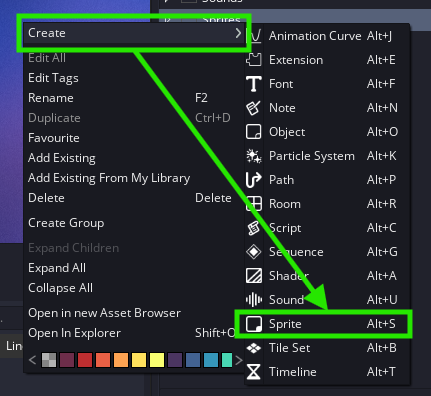 Sounds
Sprites
Create
Edit All
Edit Tags
Rename F2
Duplicate Ctrl+D
Favourite
Add Existing
Add Existing From My Library
Delete Delete
Create Group
Expand Children
Expand All
Collapse All
Open in new Asset Browser
Open In Explorer Shift+O
Lin
Animation Curve Alt+J
Extension Alt+E
Font Alt+F
Note Alt+N
Object Alt+O
Particle System Alt+K
Path Alt+P
Room Alt+R
Script Alt+C
Sequence Alt+G
Shader Alt+A
Sound Alt+U
Sprite Alt+S
Tile Set Alt+B
Timeline Alt+T